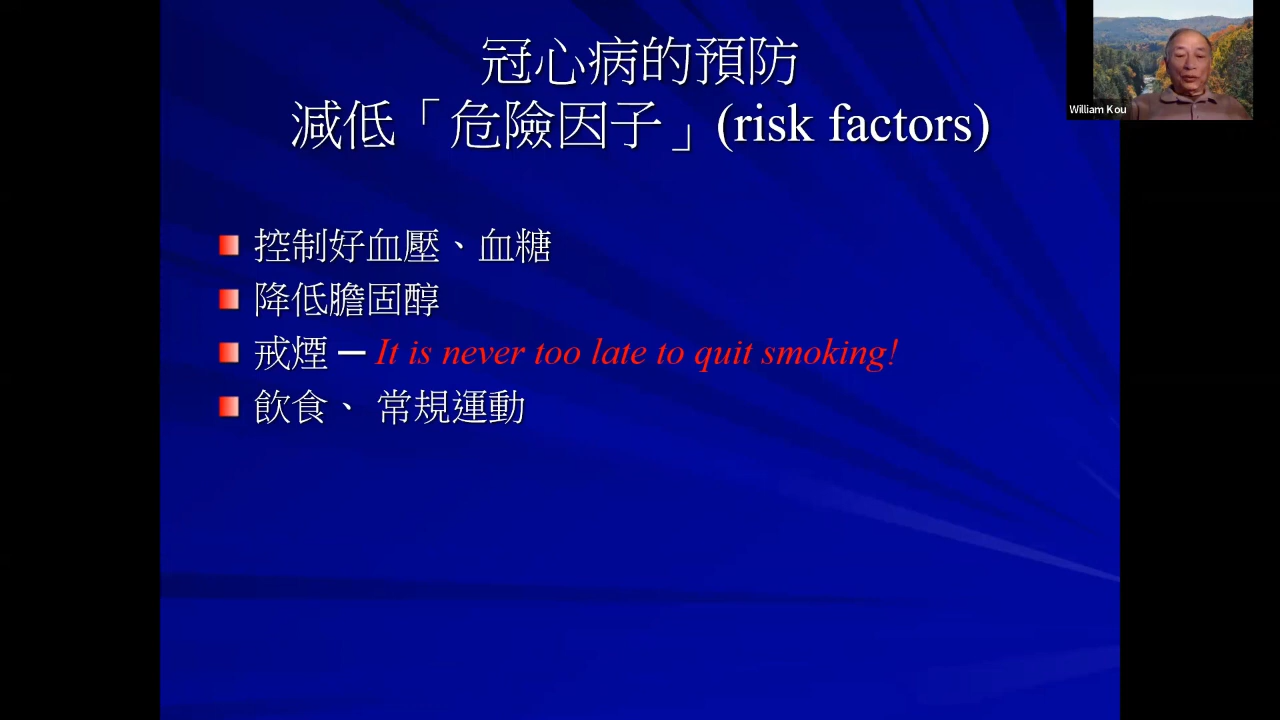 冠心病的預防
減低「危險因子」(risk factors)
控制好血壓、血糖
降低膽固醇
戒煙 – It is never too late to quit smoking!
飲食、 常規運動
William Kou